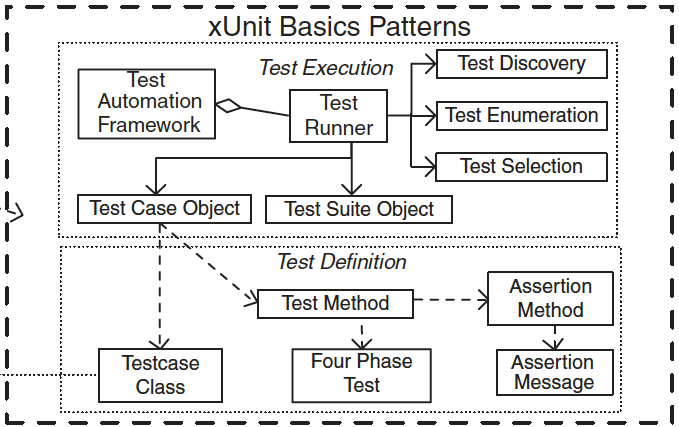 xUnit Basics Patterns
Test Execution
Test
Automation
Framework
Test
Runner
Test Discovery
Test Enumeration
Test Selection
Test Case Object
Test Suite Object
Test Definition
Test Method
Assertion
Method
Testcase
Class
Four Phase
Test
Assertion
Message